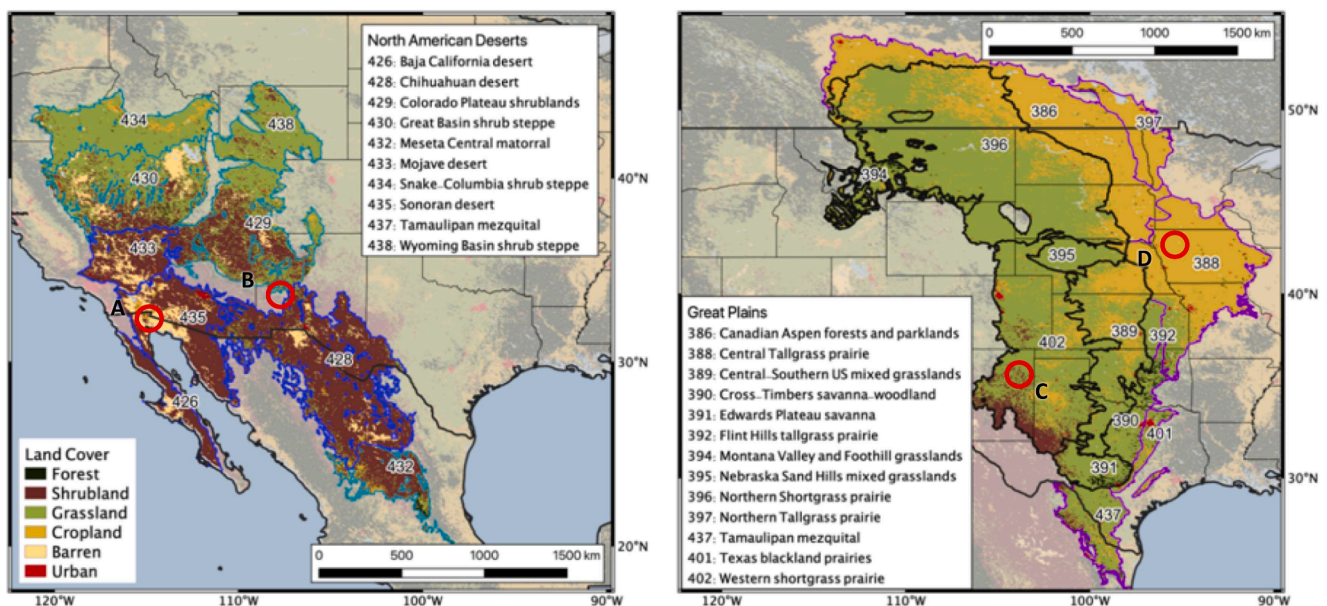 North American Deserts
426: Baja California desert
428: Chihuahuan desert
429: Colorado Plateau shrublands
430: Great Basin shrub steppe
432: Meseta Central matorral
433: Mojave desert
434: Snake-Columbia shrub steppe
435: Sonoran desert
437: Tamaulipan mezquital
438: Wyoming Basin shrub steppe
434
438
430
429
433
B
A
435
428
426
432
Land Cover
Forest
Shrubland
Grassland
Cropland
Barren
Urban
0 500 1000 1500 km
40°N
30°N
20°N
120°W 110°W 100°W 90°W
0 500 1000 1500 km
386
397
396
394
395
D
388
389
392
402
C
390
401
391
437
Great Plains
386: Canadian Aspen forests and parklands
388: Central Tallgrass prairie
389: Central-Southern US mixed grasslands
390: Cross-Timbers savanna-woodland
391: Edwards Plateau savanna
392: Flint Hills tallgrass prairie
394: Montana Valley and Foothill grasslands
395: Nebraska Sand Hills mixed grasslands
396: Northern Shortgrass prairie
397: Northern Tallgrass prairie
437: Tamaulipan mezquital
401: Texas blackland prairies
402: Western shortgrass prairie
50°N
40°N
30°N
120°W 110°W 100°W 90°W